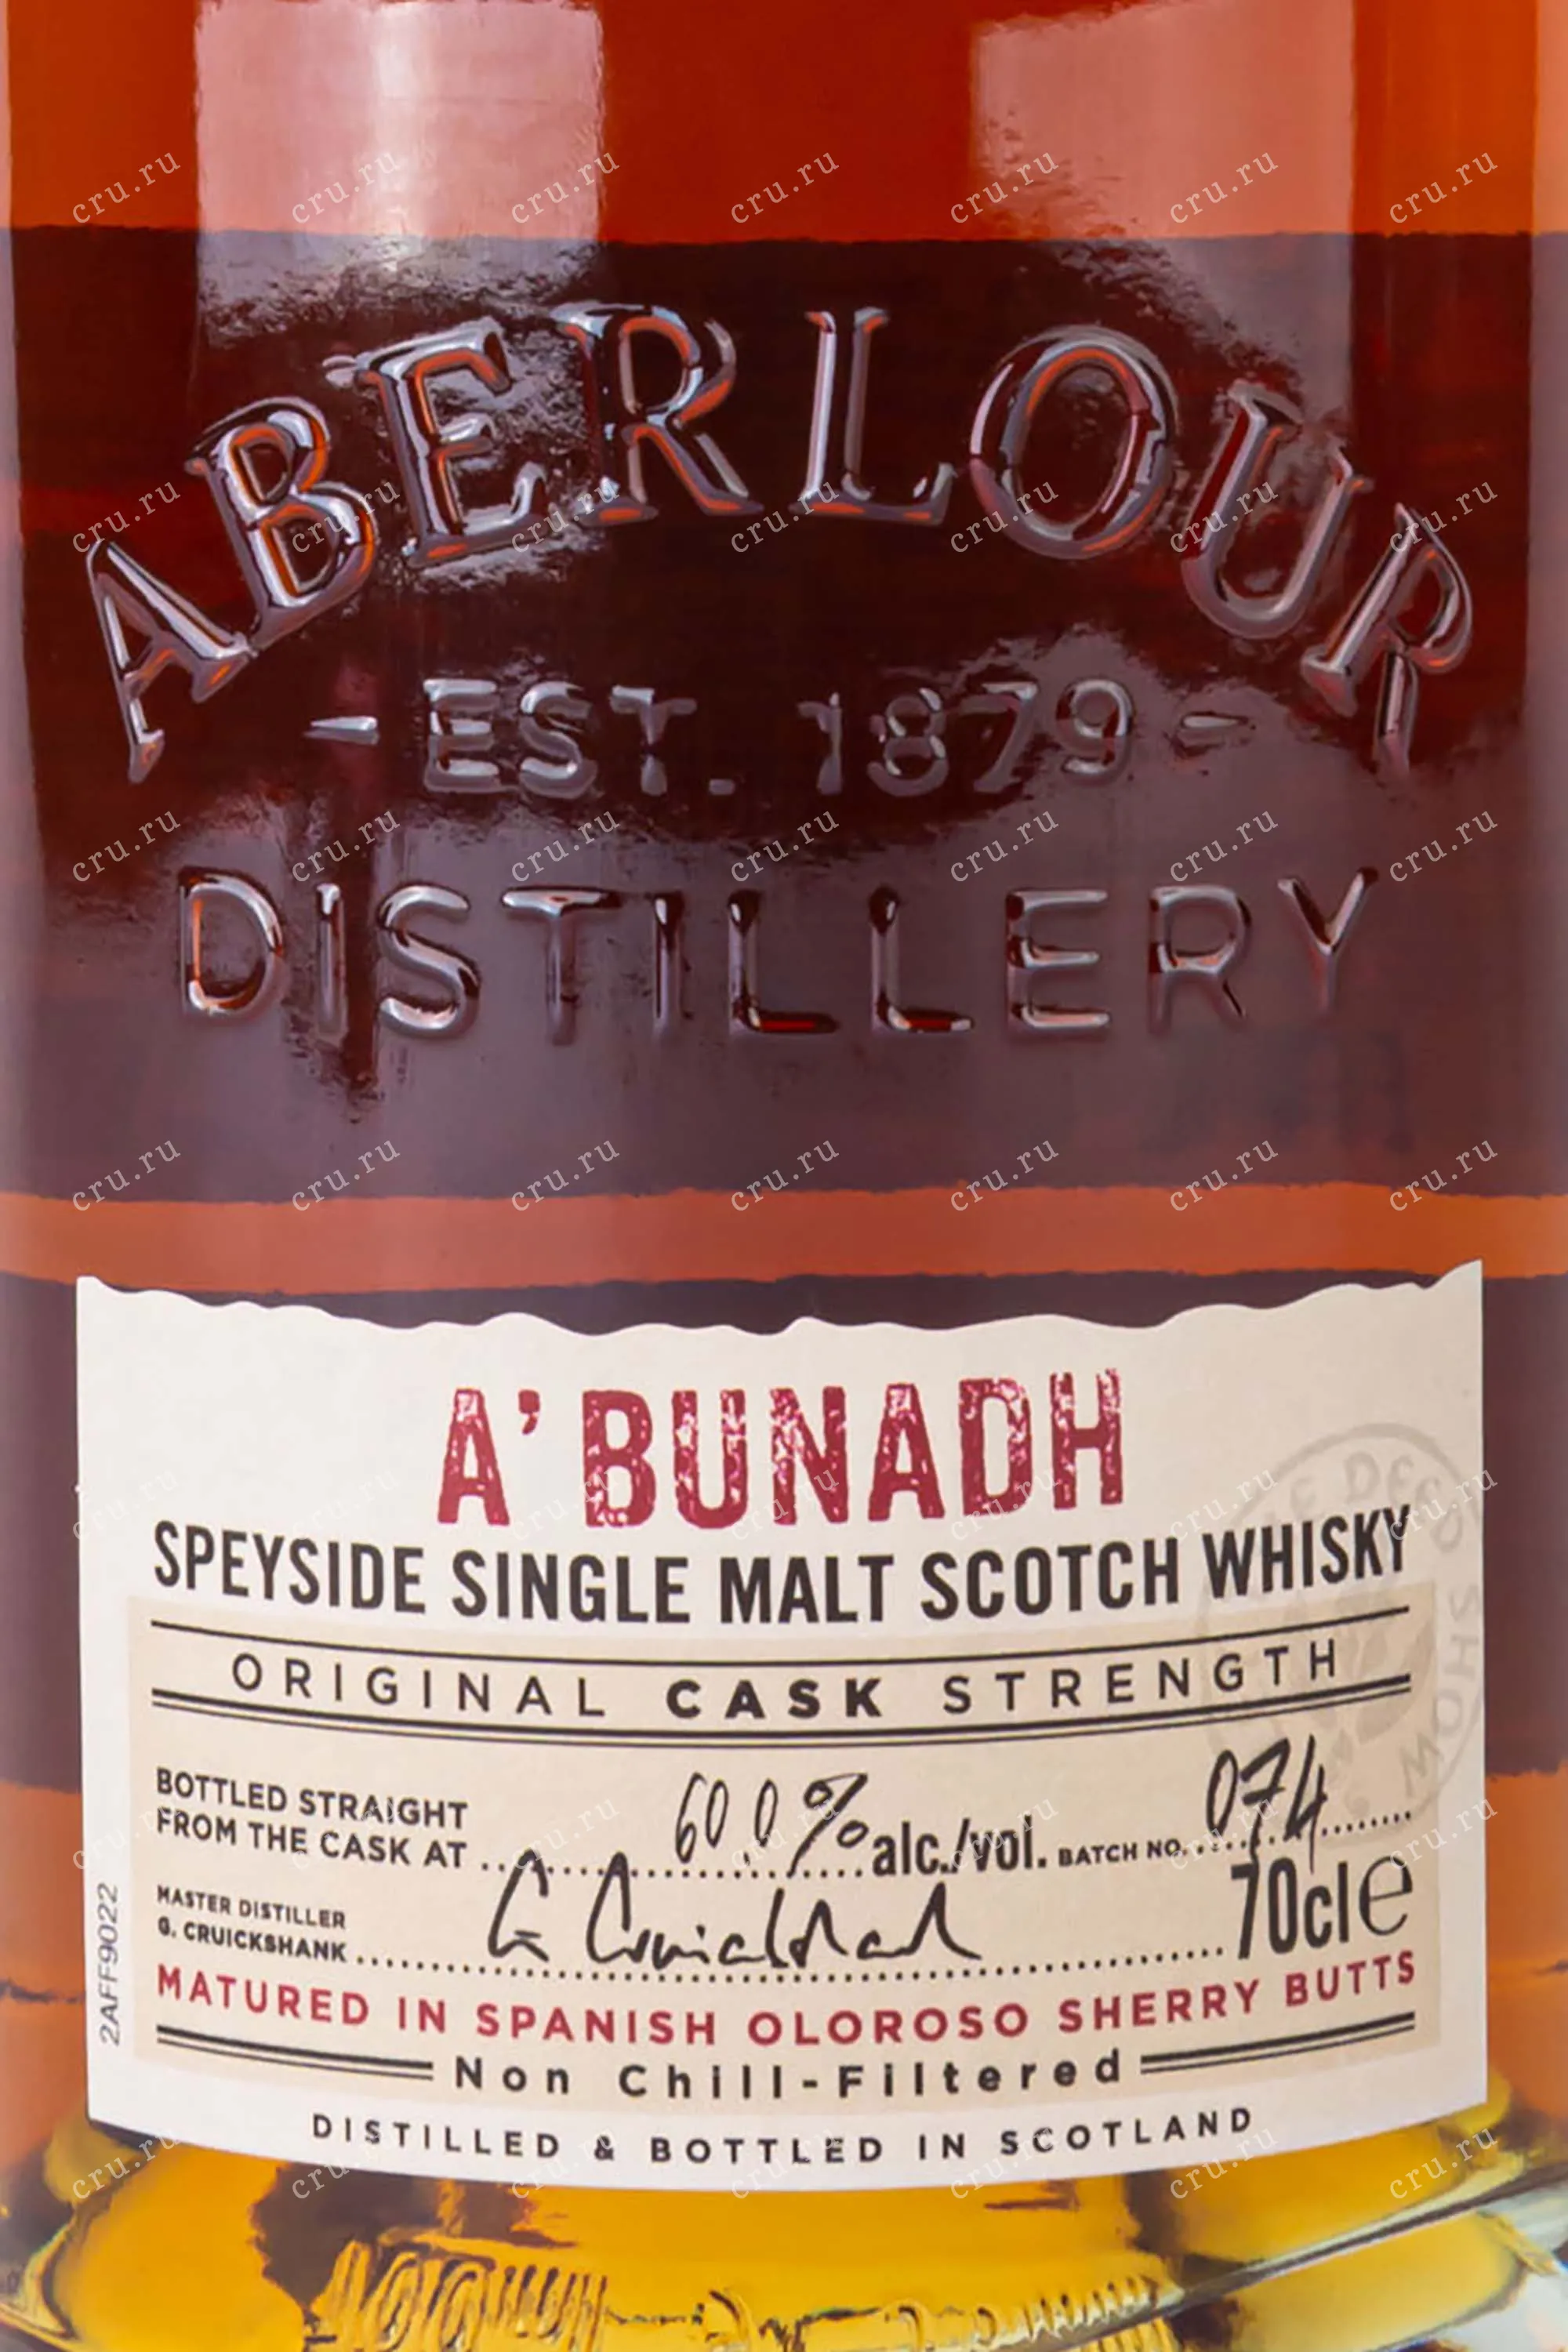 ABERLOUR
- EST. 1879 -
DISTILLERY
A' BUNADH
SPEYSIDE SINGLE MALT SCOTCH WHISKY
ORIGINAL CASK STRENGTH
BOTTLED STRAIGHT
FROM THE CASK AT 60.0% alc./vol. BATCH NO. 074
MASTER DISTILLER
G. CRUICKSHANK G Cruickshank 70cl e
MATURED IN SPANISH OLOROSO SHERRY BUTTS
Non Chill-Filtered
DISTILLED & BOTTLED IN SCOTLAND
2AFF9022
cru.ru